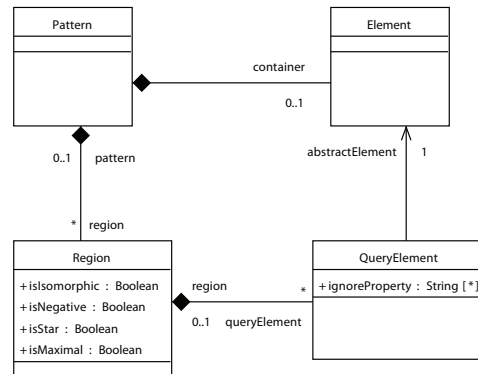 Pattern
Element
container
0..1
0..1
pattern
abstractElement
1
*
region
Region
+isIsomorphic : Boolean
+isNegative : Boolean
+isStar : Boolean
+isMaximal : Boolean
region
0..1
*
queryElement
QueryElement
+ignoreProperty : String [*]